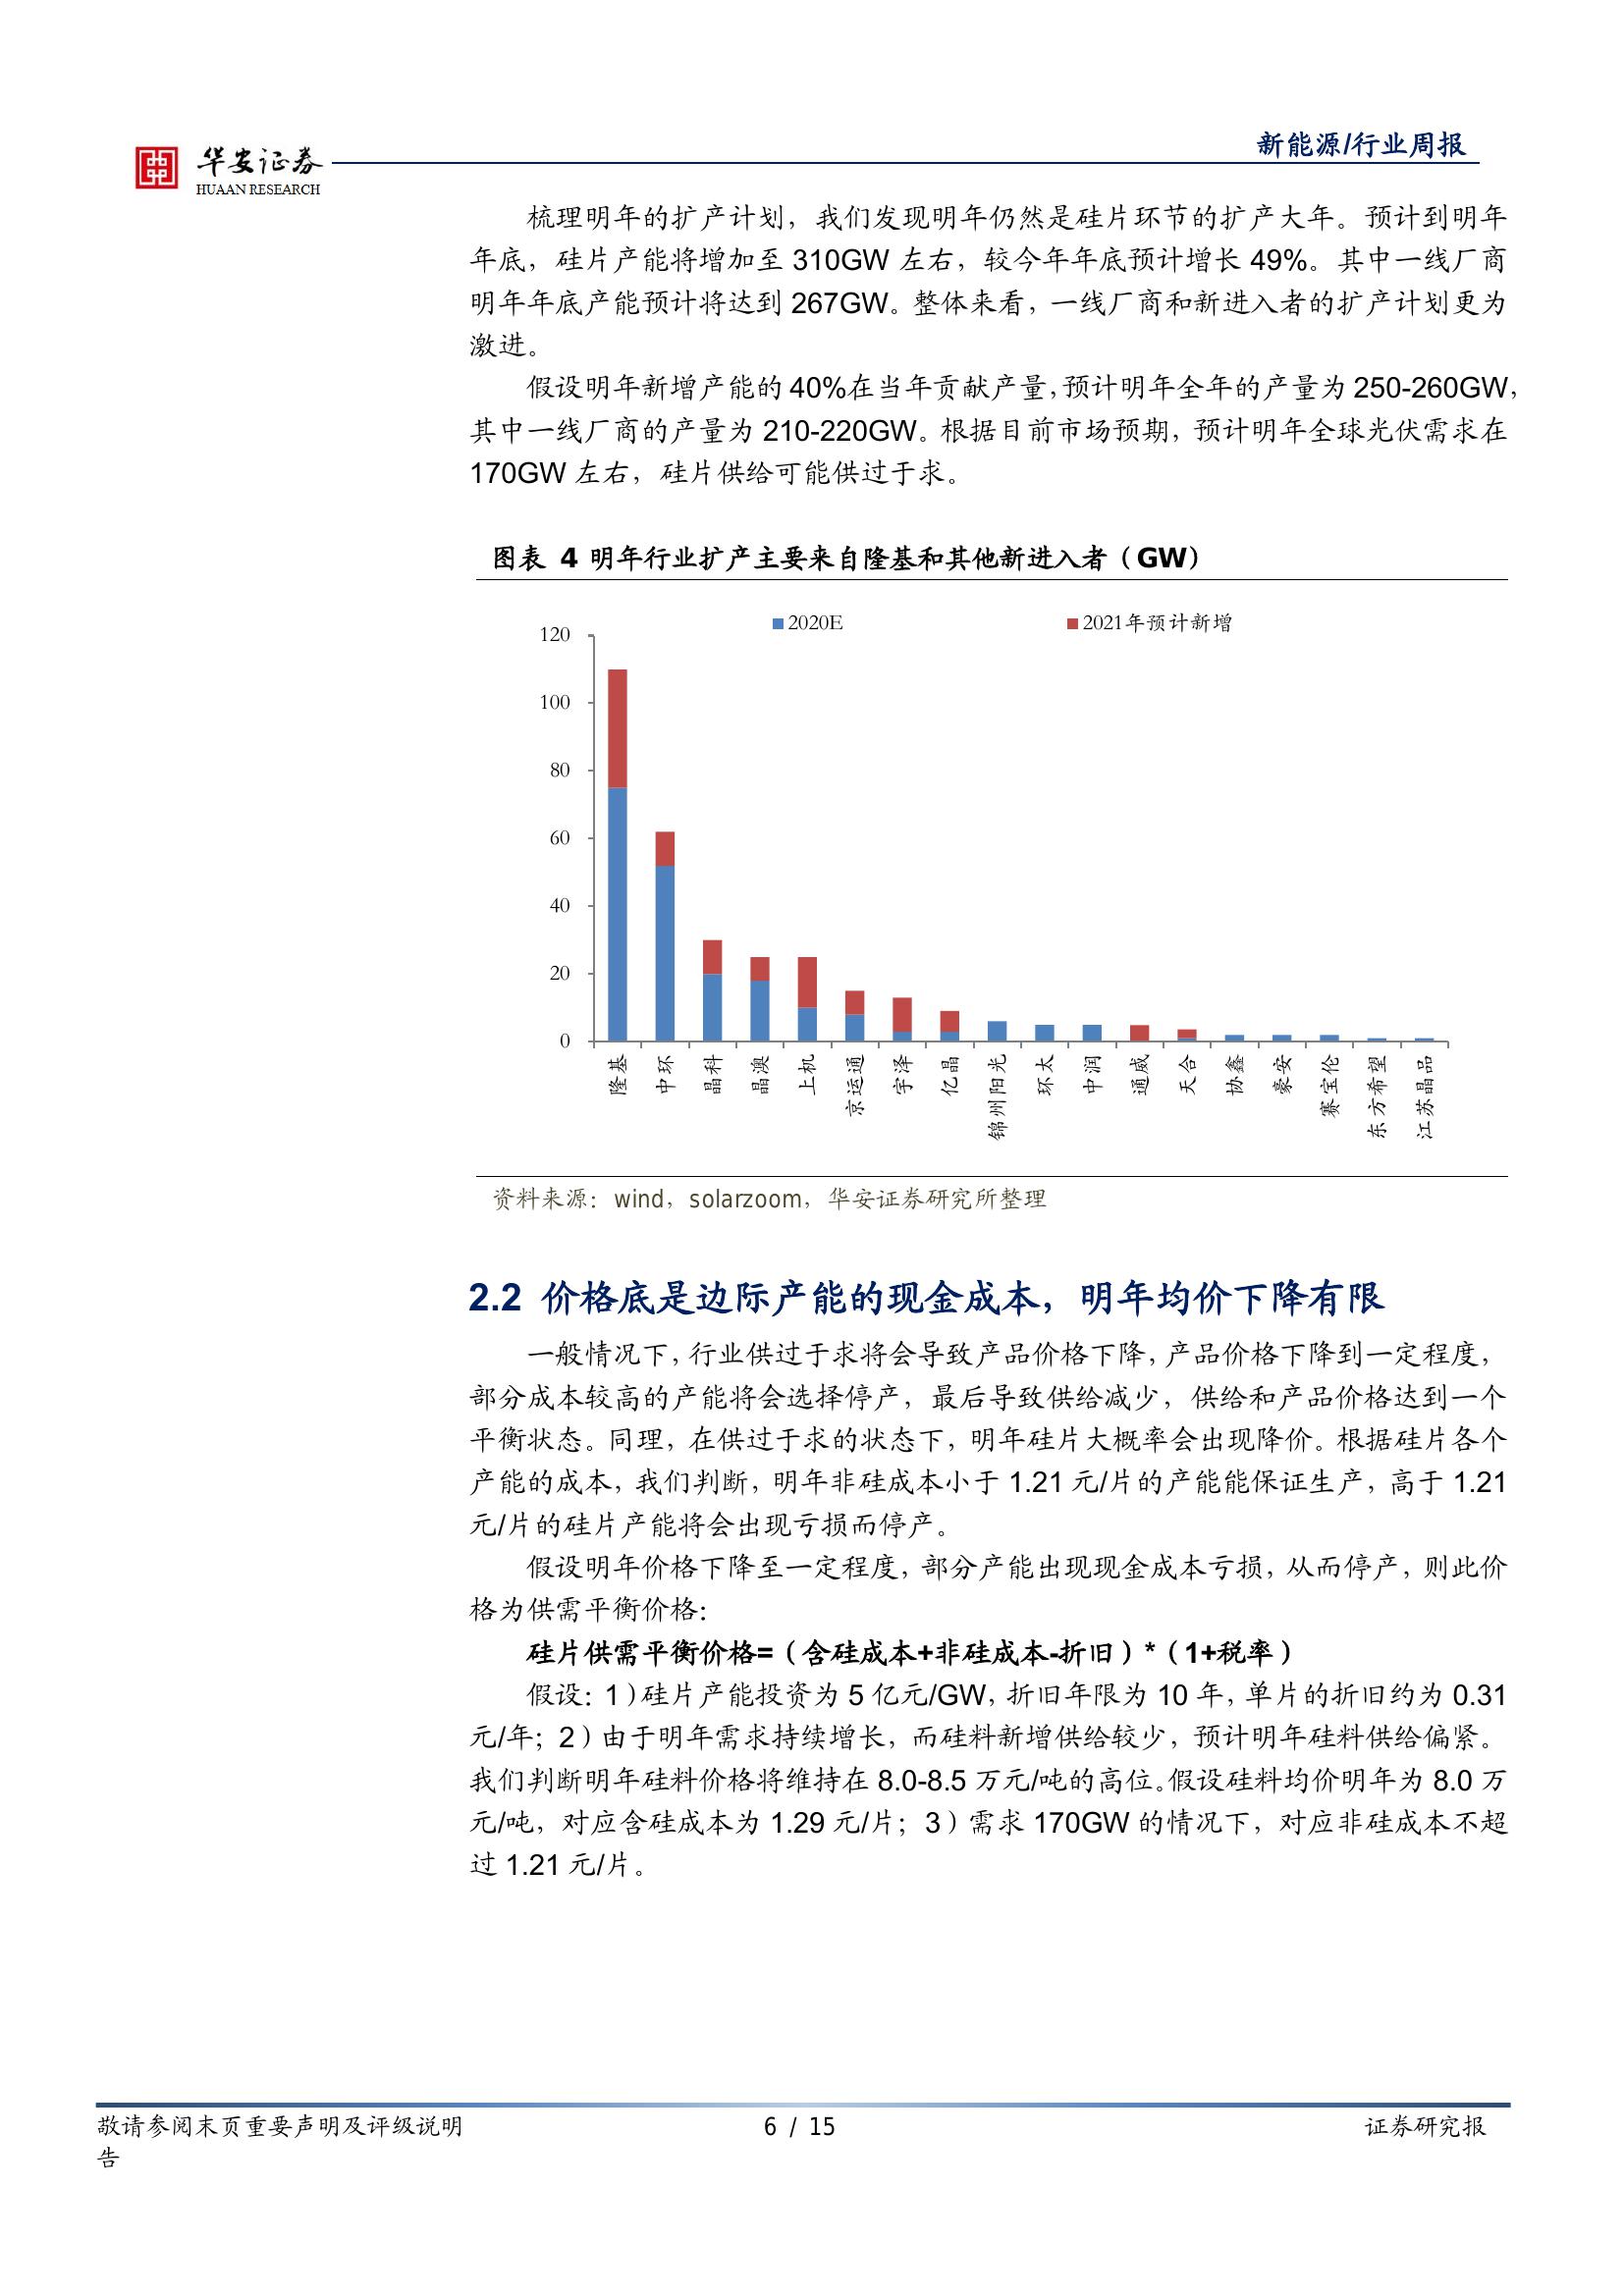 华安证券
HUAAN RESEARCH
新能源/行业周报
梳理明年的扩产计划，我们发现明年仍然是硅片环节的扩产大年。预计到明年
年底，硅片产能将增加至 310GW 左右，较今年年底预计增长 49%。其中一线厂商
明年年底产能预计将达到 267GW。整体来看，一线厂商和新进入者的扩产计划更为
激进。
假设明年新增产能的 40%在当年贡献产量，预计明年全年的产量为 250-260GW，
其中一线厂商的产量为 210-220GW。根据目前市场预期，预计明年全球光伏需求在
170GW 左右，硅片供给可能供过于求。
图表 4 明年行业扩产主要来自隆基和其他新进入者（GW）
2020E
2021年预计新增
120
100
80
60
40
20
0
隆基
中环
晶科
晶澳
上机
京运通
宇泽
亿晶
锦州阳光
环太
中润
通威
天合
协鑫
豪安
赛宝伦
东方希望
江苏晶品
资料来源：wind，solarzoom，华安证券研究所整理
2.2 价格底是边际产能的现金成本，明年均价下降有限
一般情况下，行业供过于求将会导致产品价格下降，产品价格下降到一定程度，
部分成本较高的产能将会选择停产，最后导致供给减少，供给和产品价格达到一个
平衡状态。同理，在供过于求的状态下，明年硅片大概率会出现降价。根据硅片各个
产能的成本，我们判断，明年非硅成本小于 1.21 元/片的产能能保证生产，高于 1.21
元/片的硅片产能将会出现亏损而停产。
假设明年价格下降至一定程度，部分产能出现现金成本亏损，从而停产，则此价
格为供需平衡价格：
硅片供需平衡价格=（含硅成本+非硅成本-折旧）*（1+税率）
假设：1）硅片产能投资为 5 亿元/GW，折旧年限为 10 年，单片的折旧约为 0.31
元/年；2）由于明年需求持续增长，而硅料新增供给较少，预计明年硅料供给偏紧。
我们判断明年硅料价格将维持在 8.0-8.5 万元/吨的高位。假设硅料均价明年为 8.0 万
元/吨，对应含硅成本为 1.29 元/片；3）需求 170GW 的情况下，对应非硅成本不超
过 1.21 元/片。
敬请参阅末页重要声明及评级说明
6 / 15
证券研究报
告